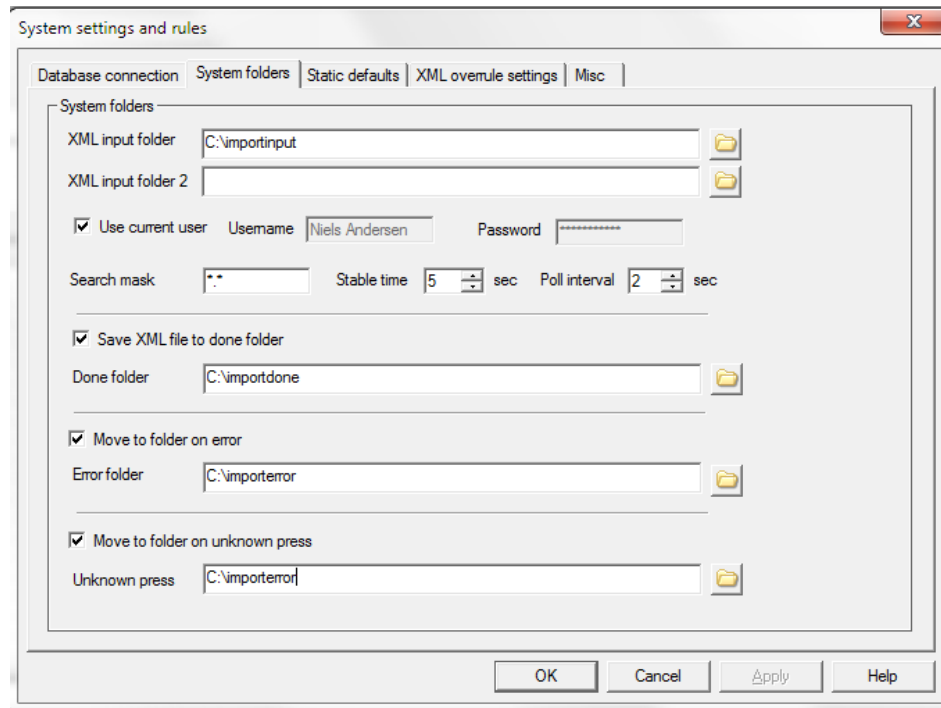 System settings and rules
Database connection System folders Static defaults XML overrule settings Misc
System folders
XML input folder C:\importinput
XML input folder 2
Use current user Username Niels Andersen Password ***********
Search mask *.* Stable time 5 sec Poll interval 2 sec
Save XML file to done folder
Done folder C:\importdone
Move to folder on error
Error folder C:\importerror
Move to folder on unknown press
Unknown press C:\importerror
OK Cancel Apply Help